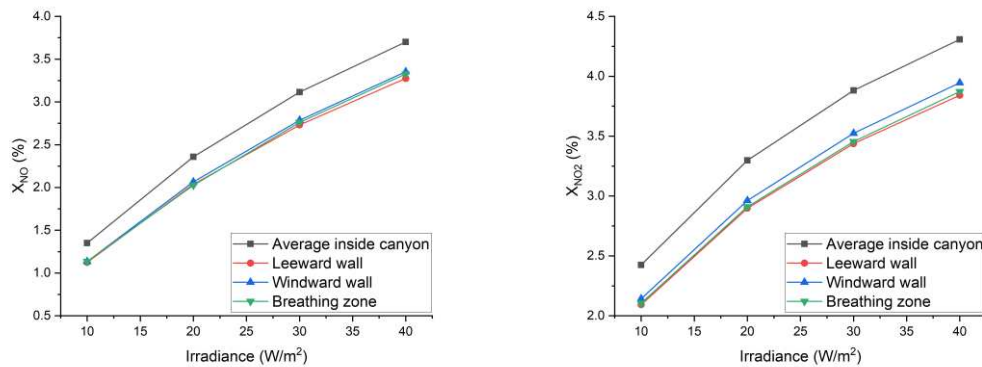 4.0
3.5
3.0
2.5
2.0
1.5
1.0
0.5
X_NO (%)
10 15 20 25 30 35 40
Irradiance (W/m²)
Average inside canyon
Leeward wall
Windward wall
Breathing zone
4.5
4.0
3.5
3.0
2.5
2.0
X_NO2 (%)
10 15 20 25 30 35 40
Irradiance (W/m²)
Average inside canyon
Leeward wall
Windward wall
Breathing zone